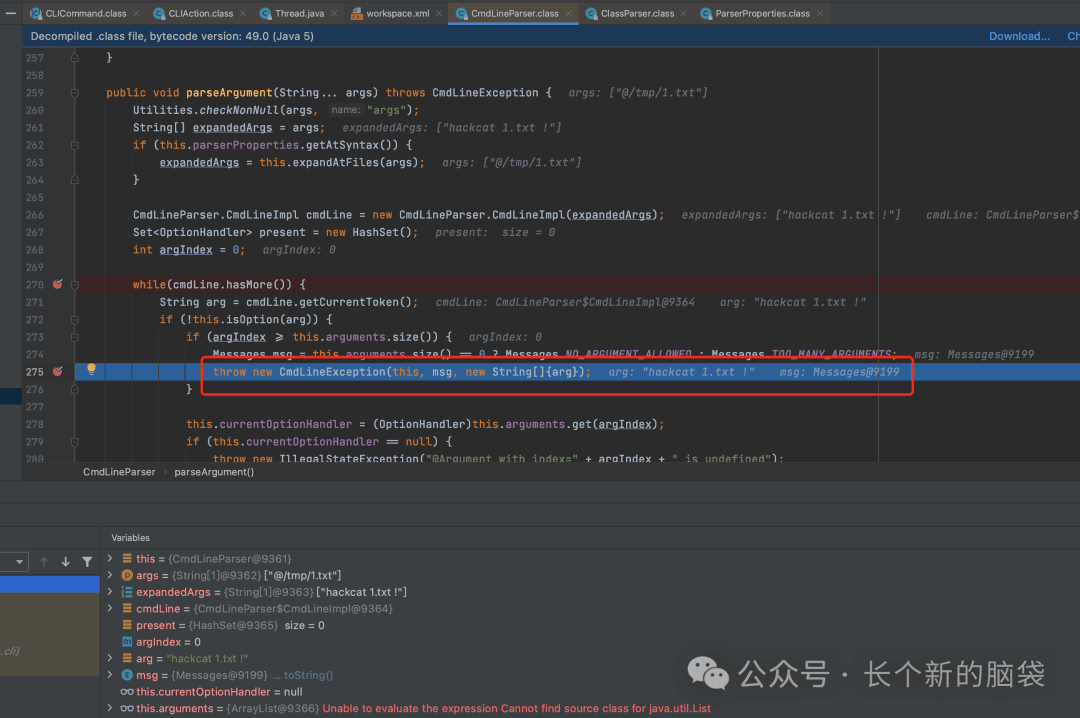 CLICommand.class CLIAction.class Thread.java workspace.xml CmdLineParser.class ClassParser.class ParserProperties.class
Decompiled .class file, bytecode version: 49.0 (Java 5) Download... Ch
257 }
258
259 public void parseArgument(String... args) throws CmdLineException { args: ["@/tmp/1.txt"]
260 Utilities.checkNonNull(args, name: "args");
261 String[] expandedArgs = args; expandedArgs: ["hackcat 1.txt !"]
262 if (this.parserProperties.getAtSyntax()) {
263 expandedArgs = this.expandAtFiles(args); args: ["@/tmp/1.txt"]
264 }
265
266 CmdLineParser.CmdLineImpl cmdLine = new CmdLineParser.CmdLineImpl(expandedArgs); expandedArgs: ["hackcat 1.txt !"] cmdLine: CmdLineParser$
267 Set<OptionHandler> present = new HashSet(); present: size = 0
268 int argIndex = 0; argIndex: 0
269
270 while(cmdLine.hasMore()) {
271 String arg = cmdLine.getCurrentToken(); cmdLine: CmdLineParser$CmdLineImpl@9364 arg: "hackcat 1.txt !"
272 if (!this.isOption(arg)) {
273 if (argIndex >= this.arguments.size()) { argIndex: 0
274 Messages msg = this.arguments.size() == 0 ? Messages.NO_ARGUMENT_ALLOWED : Messages.TOO_MANY_ARGUMENTS; msg: Messages@9199
275 throw new CmdLineException(this, msg, new String[]{arg}); arg: "hackcat 1.txt !" msg: Messages@9199
276 }
277
278 this.currentOptionHandler = (OptionHandler)this.arguments.get(argIndex);
279 if (this.currentOptionHandler == null) {
280 throw new IllegalStateException("@Argument with index=" + argIndex + " is undefined");
CmdLineParser › parseArgument()
Variables
this = {CmdLineParser@9361}
args = {String[1]@9362} ["@/tmp/1.txt"]
expandedArgs = {String[1]@9363} ["hackcat 1.txt !"]
cmdLine = {CmdLineParser$CmdLineImpl@9364}
present = {HashSet@9365} size = 0
argIndex = 0
.cli)
arg = "hackcat 1.txt !"
msg = {Messages@9199} ... toString()
this.currentOptionHandler = null
this.arguments = {ArrayList@9366} Unable to evaluate the expression Cannot find source class for java.util.List
公众号 · 长个新的脑袋